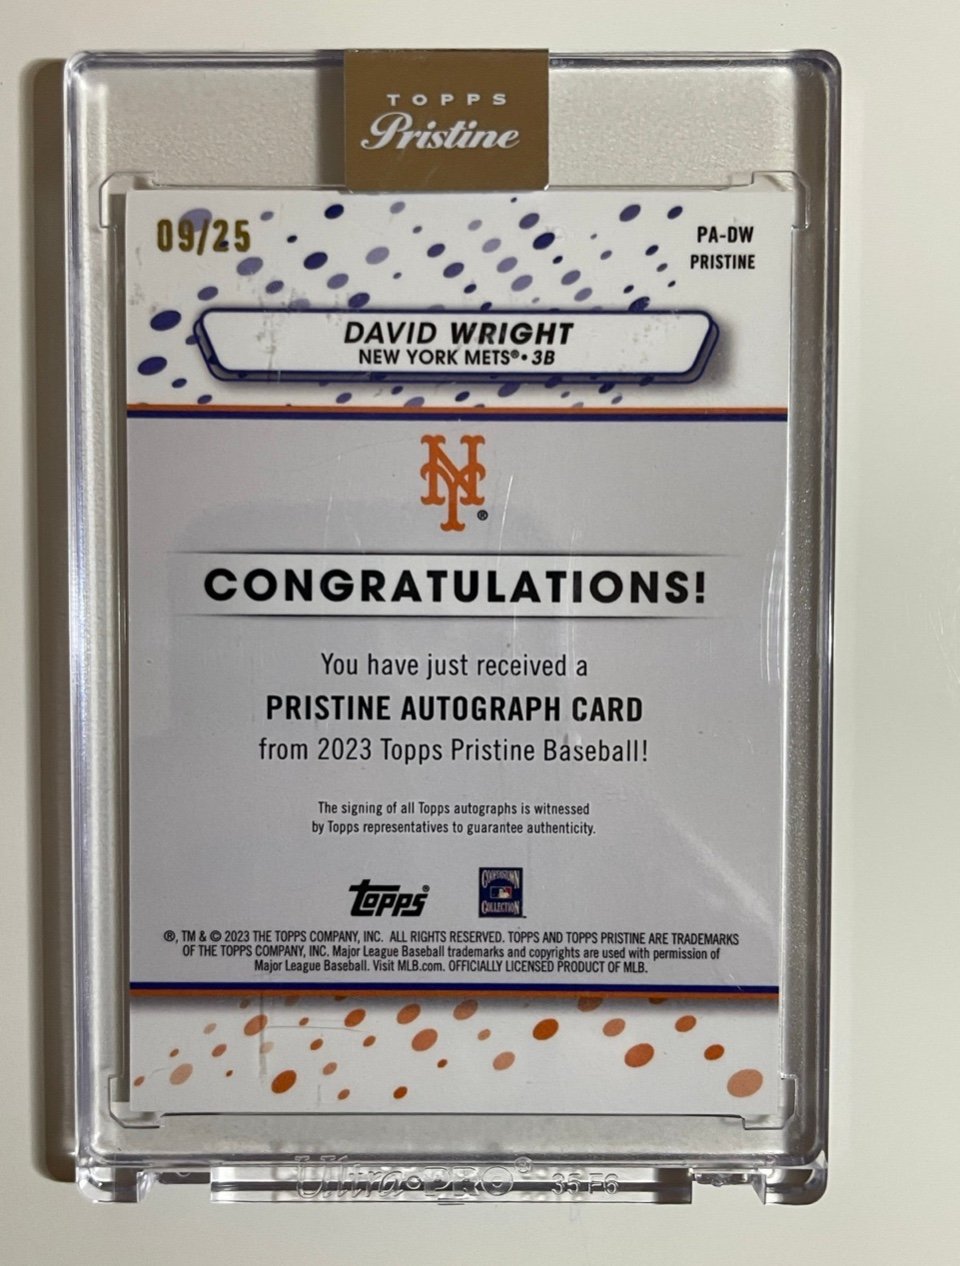 TOPPS
Pristine
09/25
PA-DW
PRISTINE
DAVID WRIGHT
NEW YORK METS®•3B
NY®
CONGRATULATIONS!
You have just received a
PRISTINE AUTOGRAPH CARD
from 2023 Topps Pristine Baseball!
The signing of all Topps autographs is witnessed
by Topps representatives to guarantee authenticity.
topps®
COOPERSTOWN
COLLECTION
®, TM & © 2023 THE TOPPS COMPANY, INC. ALL RIGHTS RESERVED. TOPPS AND TOPPS PRISTINE ARE TRADEMARKS
OF THE TOPPS COMPANY, INC. Major League Baseball trademarks and copyrights are used with permission of
Major League Baseball. Visit MLB.com. OFFICIALLY LICENSED PRODUCT OF MLB.
Ultra•PRO® 35F6